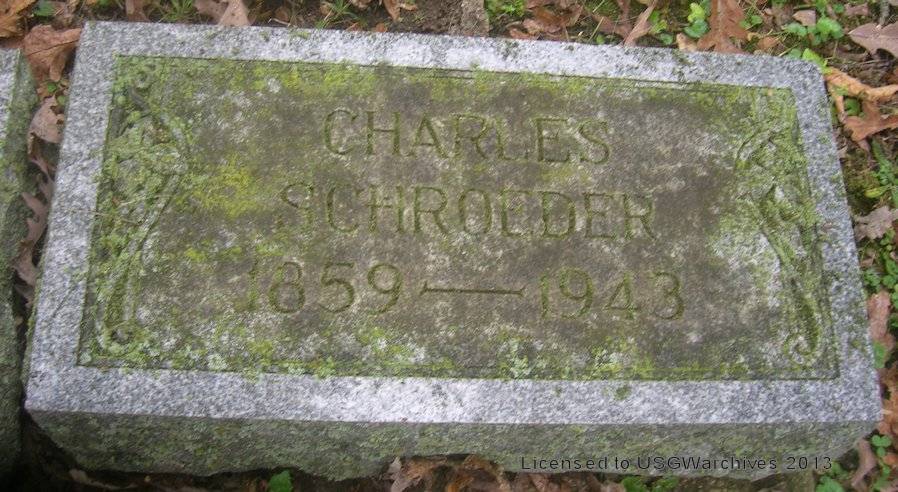 CHARLES
SCHROEDER
1859 — 1943
Licensed to USGWarchives 2013